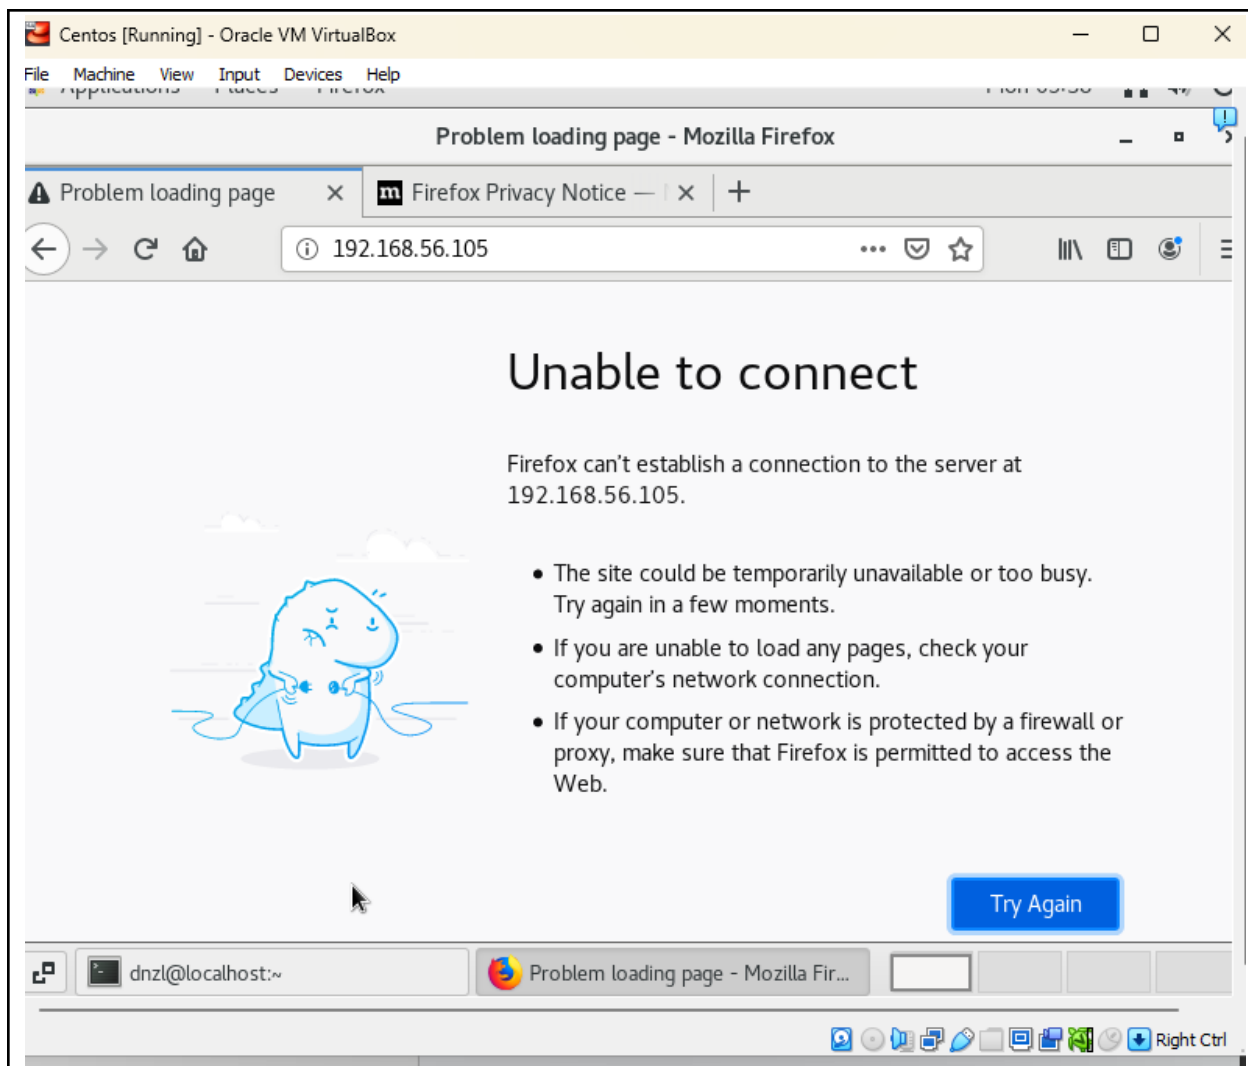 Centos [Running] - Oracle VM VirtualBox
File Machine View Input Devices Help
Applications Places Firefox
Problem loading page - Mozilla Firefox
Problem loading page
Firefox Privacy Notice —
192.168.56.105
Unable to connect
Firefox can't establish a connection to the server at
192.168.56.105.
• The site could be temporarily unavailable or too busy.
Try again in a few moments.
• If you are unable to load any pages, check your
computer's network connection.
• If your computer or network is protected by a firewall or
proxy, make sure that Firefox is permitted to access the
Web.
Try Again
dnzl@localhost:~
Problem loading page - Mozilla Fir...
Right Ctrl